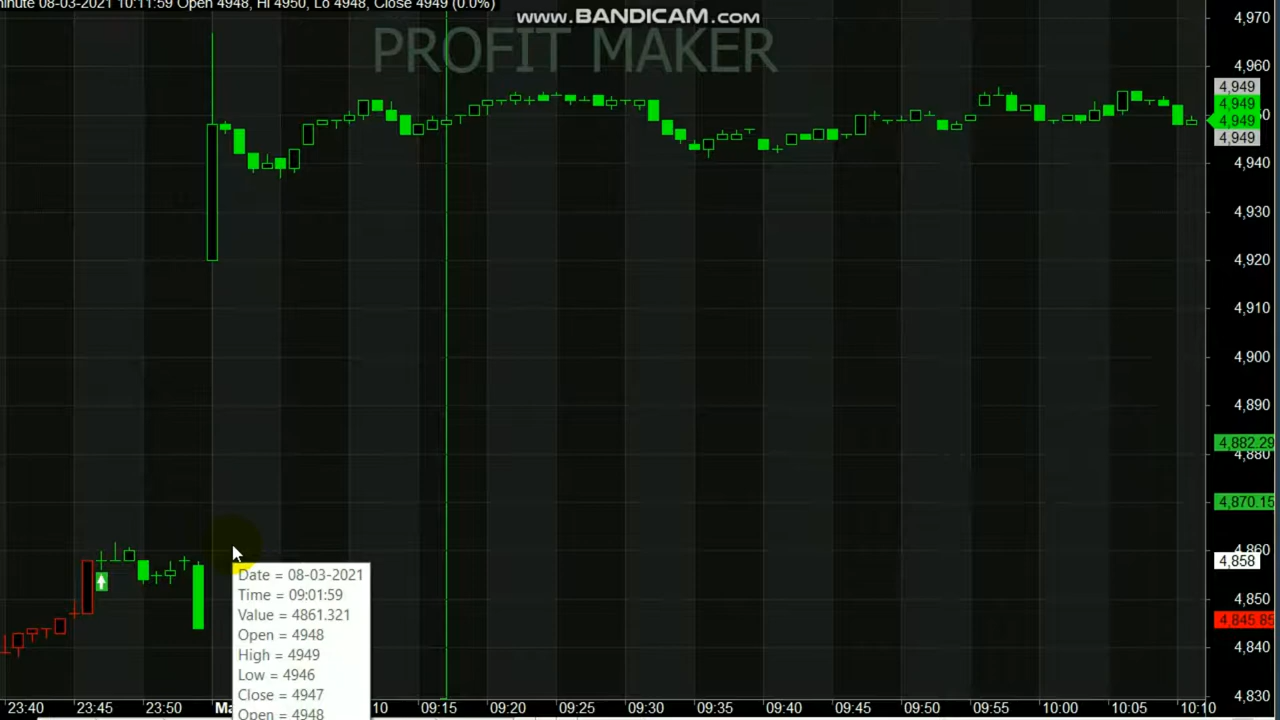 inute 08-03-2021 10:11:59 Open 4948, Hi 4950, Lo 4948, Close 4949 (0.0%)
www.BANDICAM.com
PROFIT MAKER
4,970
4,960
4,949
4,949
4,949
4,949
4,940
4,930
4,920
4,910
4,900
4,890
4,882.29
4,880
4,870.15
4,860
4,858
4,850
4,845.85
4,840
4,830
Date = 08-03-2021
Time = 09:01:59
Value = 4861.321
Open = 4948
High = 4949
Low = 4946
Close = 4947
Open = 4948
23:40 23:45 23:50 Ma 10 09:15 09:20 09:25 09:30 09:35 09:40 09:45 09:50 09:55 10:00 10:05 10:10